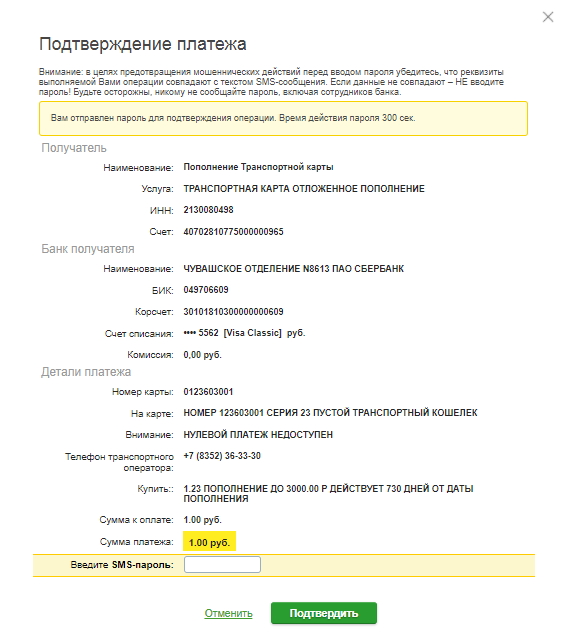 Подтверждение платежа
Внимание: в целях предотвращения мошеннических действий перед вводом пароля убедитесь, что реквизиты
выполняемой Вами операции совпадают с текстом SMS-сообщения. Если данные не совпадают – НЕ вводите
пароль! Будьте осторожны, никому не сообщайте пароль, включая сотрудников банка.
Вам отправлен пароль для подтверждения операции. Время действия пароля 300 сек.
Получатель
Наименование: Пополнение Транспортной карты
Услуга: ТРАНСПОРТНАЯ КАРТА ОТЛОЖЕННОЕ ПОПОЛНЕНИЕ
ИНН: 2130080498
Счет: 40702810775000000965
Банк получателя
Наименование: ЧУВАШСКОЕ ОТДЕЛЕНИЕ N8613 ПАО СБЕРБАНК
БИК: 049706609
Корсчет: 30101810300000000609
Счет списания: •••• 5562 [Visa Classic] руб.
Комиссия: 0,00 руб.
Детали платежа
Номер карты: 0123603001
На карте: НОМЕР 123603001 СЕРИЯ 23 ПУСТОЙ ТРАНСПОРТНЫЙ КОШЕЛЕК
Внимание: НУЛЕВОЙ ПЛАТЕЖ НЕДОСТУПЕН
Телефон транспортного +7 (8352) 36-33-30
оператора:
Купить:: 1.23 ПОПОЛНЕНИЕ ДО 3000.00 Р ДЕЙСТВУЕТ 730 ДНЕЙ ОТ ДАТЫ
ПОПОЛНЕНИЯ
Сумма к оплате: 1.00 руб.
Сумма платежа: 1.00 руб.
Введите SMS-пароль:
Отменить Подтвердить